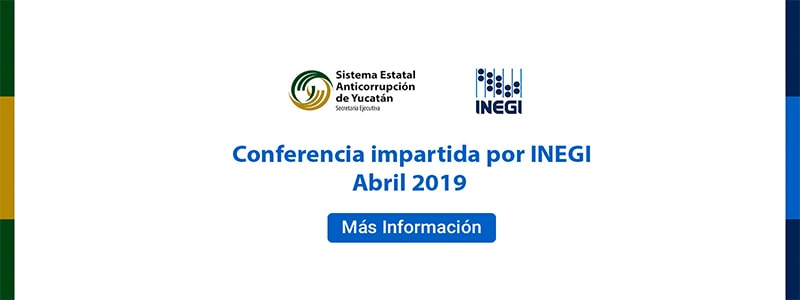 Sistema Estatal
Anticorrupción
de Yucatán
Secretaría Ejecutiva
INEGI
Conferencia impartida por INEGI
Abril 2019
Más Información